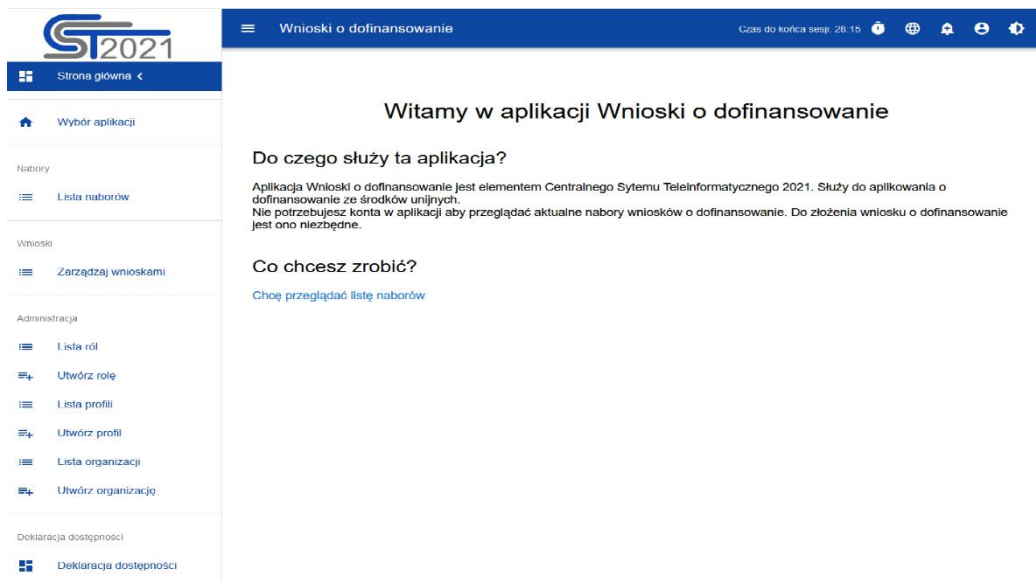 CST2021
Wnioski o dofinansowanie
Czas do końca sesji: 28:15
Strona główna
Wybór aplikacji
Nabory
Lista naborów
Wnioski
Zarządzaj wnioskami
Administracja
Lista ról
Utwórz rolę
Lista profili
Utwórz profil
Lista organizacji
Utwórz organizację
Deklaracja dostępności
Deklaracja dostępności
Witamy w aplikacji Wnioski o dofinansowanie
Do czego służy ta aplikacja?
Aplikacja Wnioski o dofinansowanie jest elementem Centralnego Sytemu Teleinformatycznego 2021. Służy do aplikowania o
dofinansowanie ze środków unijnych.
Nie potrzebujesz konta w aplikacji aby przeglądać aktualne nabory wniosków o dofinansowanie. Do złożenia wniosku o dofinansowanie
jest ono niezbędne.
Co chcesz zrobić?
Chcę przeglądać listę naborów